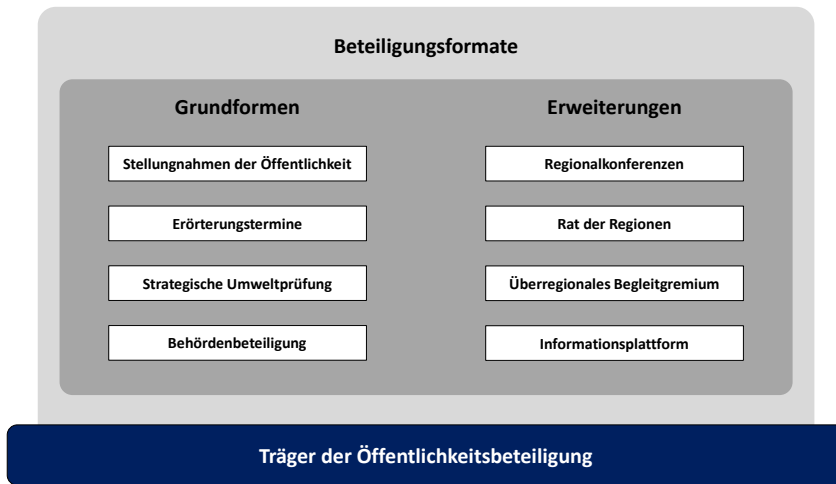 Beteiligungsformate
Grundformen
Stellungnahmen der Öffentlichkeit
Erörterungstermine
Strategische Umweltprüfung
Behördenbeteiligung
Erweiterungen
Regionalkonferenzen
Rat der Regionen
Überregionales Begleitgremium
Informationsplattform
Träger der Öffentlichkeitsbeteiligung